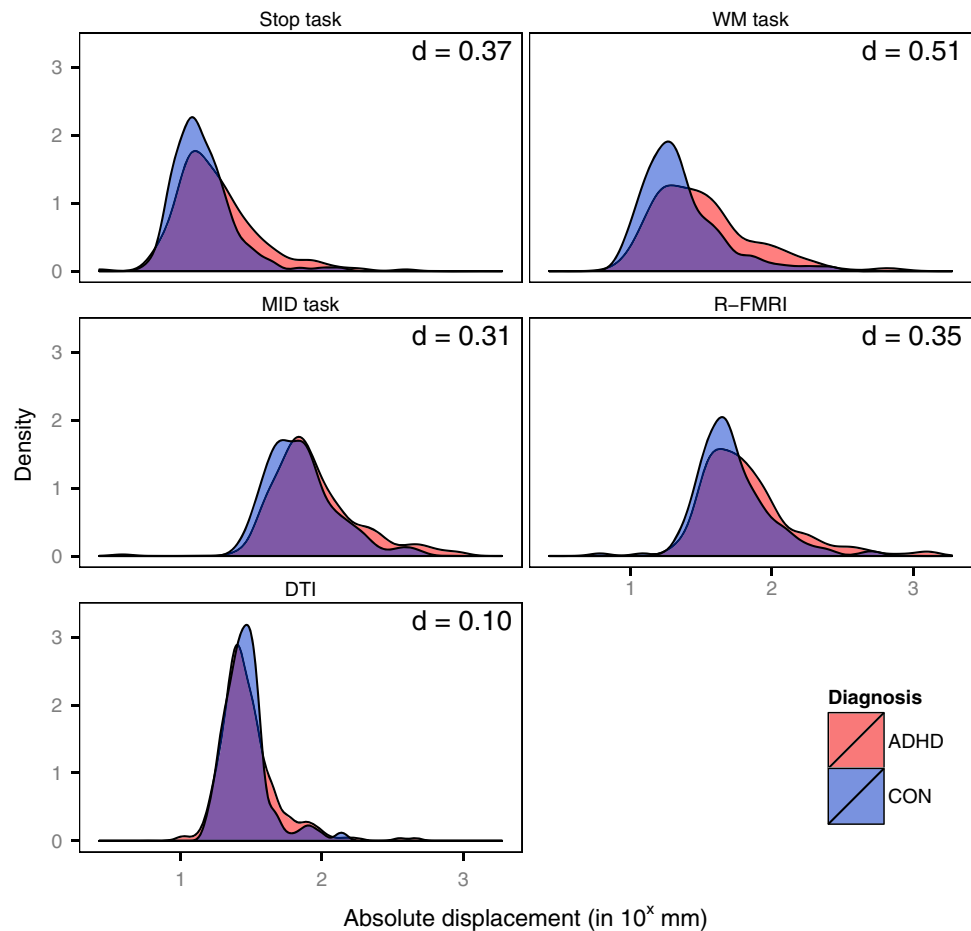 Stop task
WM task
d = 0.37
d = 0.51
3
2
1
0
MID task
R−FMRI
d = 0.31
d = 0.35
3
2
1
0
1
2
3
DTI
d = 0.10
3
2
1
0
1
2
3
Density
Absolute displacement (in 10^x mm)
Diagnosis
ADHD
CON